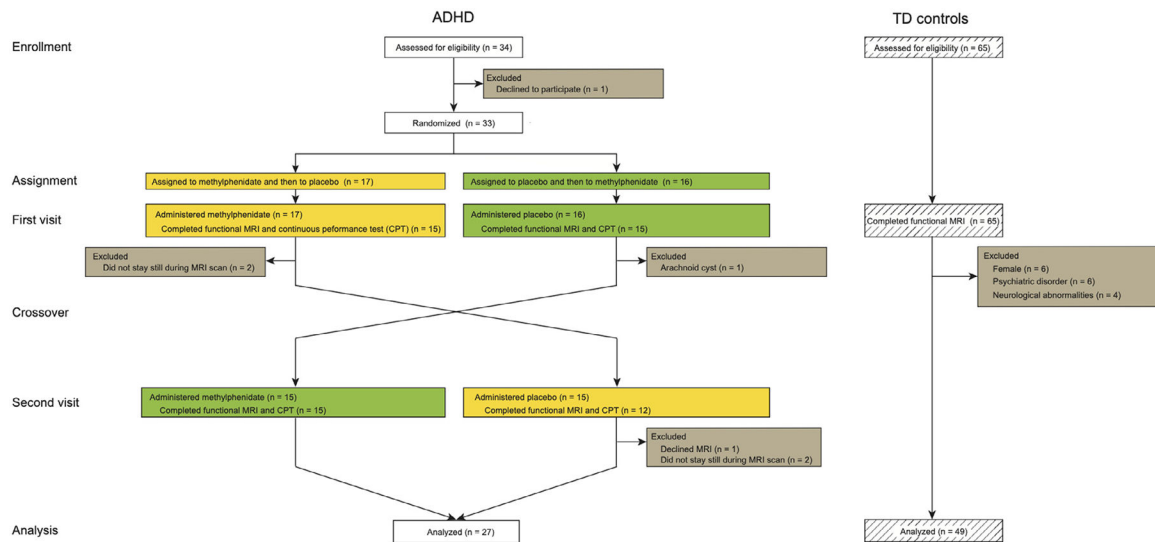 ADHD
TD controls
Enrollment
Assessed for eligibility (n = 34)
Assessed for eligibility (n = 65)
Excluded
Declined to participate (n = 1)
Randomized (n = 33)
Assignment
Assigned to methylphenidate and then to placebo (n = 17)
Assigned to placebo and then to methylphenidate (n = 16)
First visit
Administered methylphenidate (n = 17)
Completed functional MRI and continuous peformance test (CPT) (n = 15)
Administered placebo (n = 16)
Completed functional MRI and CPT (n = 15)
Completed functional MRI (n = 65)
Excluded
Did not stay still during MRI scan (n = 2)
Excluded
Arachnoid cyst (n = 1)
Excluded
Female (n = 6)
Psychiatric disorder (n = 6)
Neurological abnormalities (n = 4)
Crossover
Second visit
Administered methylphenidate (n = 15)
Completed functional MRI and CPT (n = 15)
Administered placebo (n = 15)
Completed functional MRI and CPT (n = 12)
Excluded
Declined MRI (n = 1)
Did not stay still during MRI scan (n = 2)
Analysis
Analyzed (n = 27)
Analyzed (n = 49)